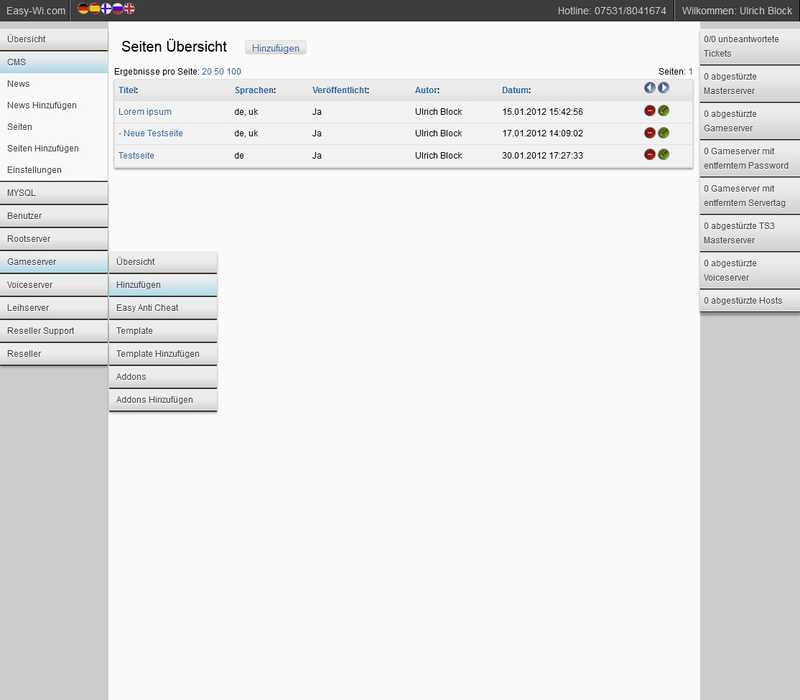 Easy-Wi.com
Hotline: 07531/8041674
Wilkommen: Ulrich Block
Übersicht
CMS
News
News Hinzufügen
Seiten
Seiten Hinzufügen
Einstellungen
MYSQL
Benutzer
Rootserver
Gameserver
Voiceserver
Leihserver
Reseller Support
Reseller
Übersicht
Hinzufügen
Easy Anti Cheat
Template
Template Hinzufügen
Addons
Addons Hinzufügen
Seiten Übersicht Hinzufügen
Ergebnisse pro Seite: 20 50 100 Seiten: 1
Titel: Sprachen: Veröffentlicht: Autor: Datum:
Lorem ipsum de, uk Ja Ulrich Block 15.01.2012 15:42:56
- Neue Testseite de, uk Ja Ulrich Block 17.01.2012 14:09:02
Testseite de Ja Ulrich Block 30.01.2012 17:27:33
0/0 unbeantwortete
Tickets
0 abgestürzte
Masterserver
0 abgestürzte
Gameserver
0 Gameserver mit
entferntem Password
0 Gameserver mit
entferntem Servertag
0 abgestürzte TS3
Masterserver
0 abgestürzte
Voiceserver
0 abgestürzte Hosts